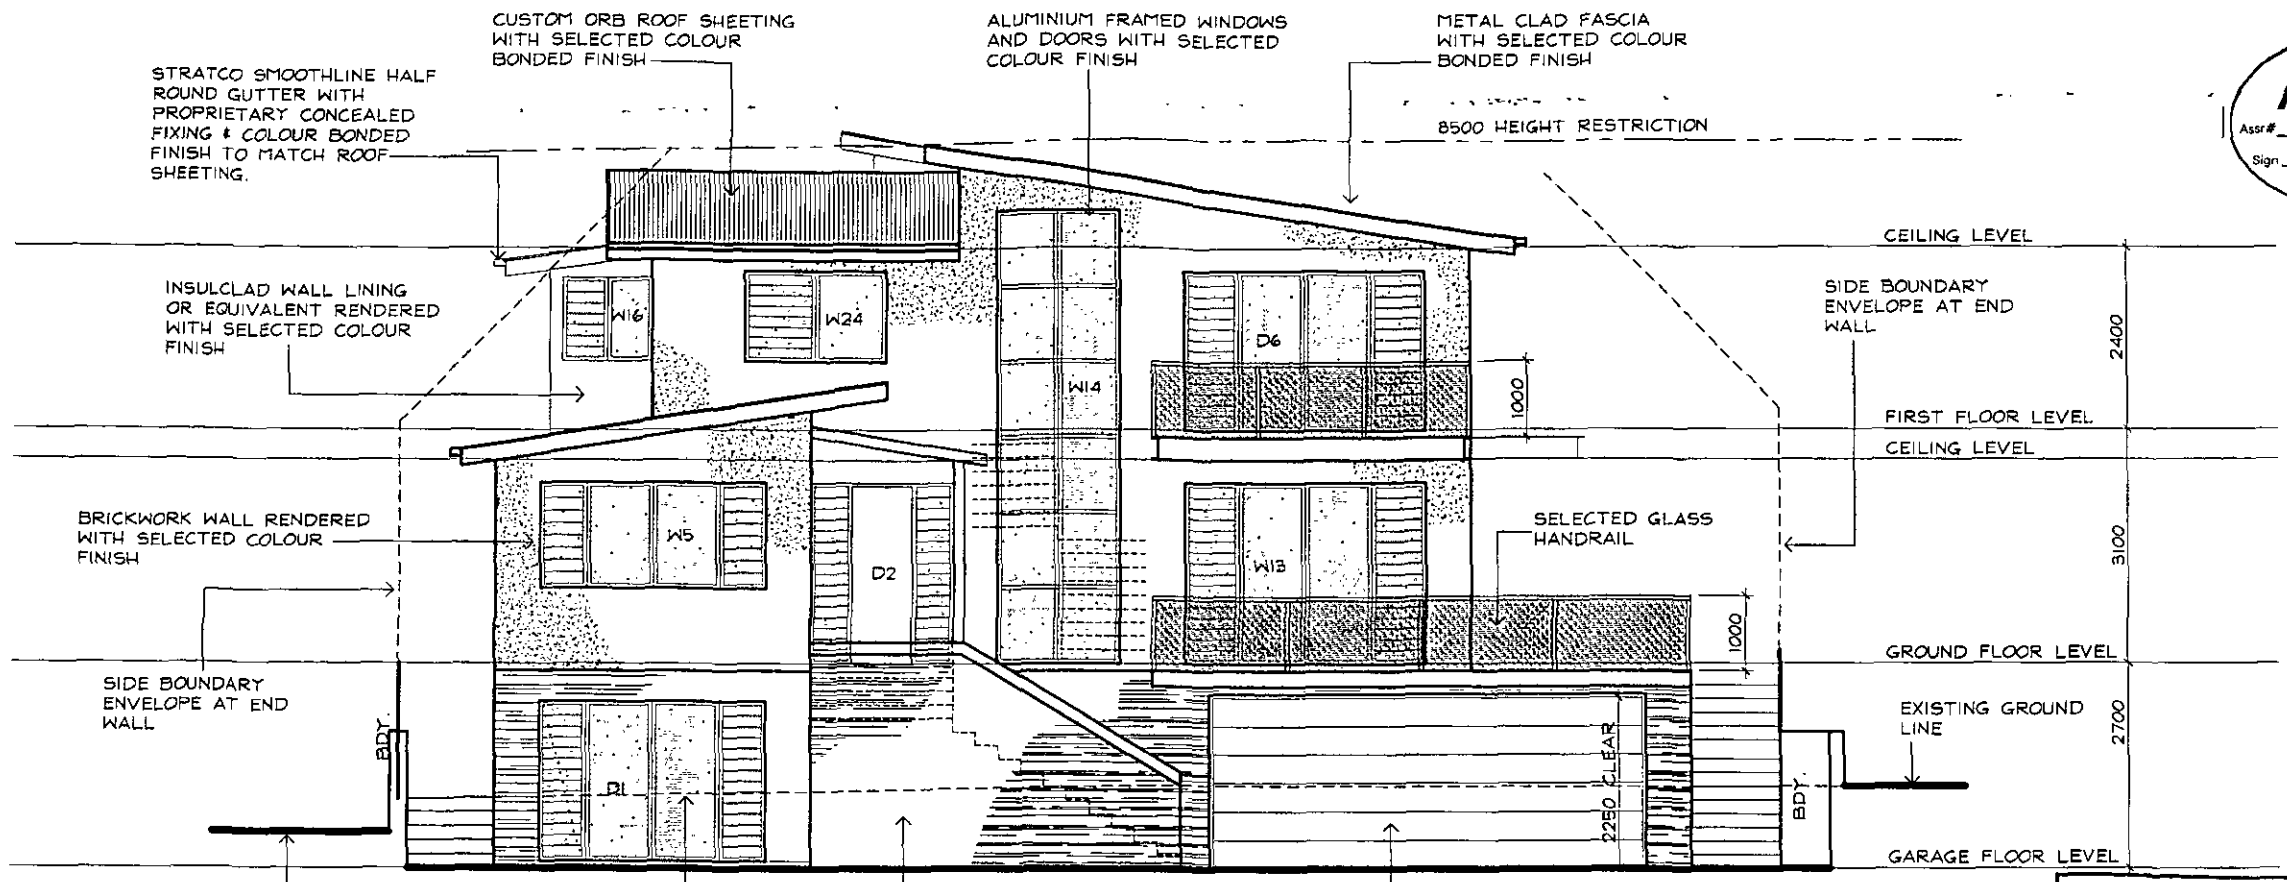 CUSTOM ORB ROOF SHEETING
WITH SELECTED COLOUR
BONDED FINISH
ALUMINIUM FRAMED WINDOWS
AND DOORS WITH SELECTED
COLOUR FINISH
METAL CLAD FASCIA
WITH SELECTED COLOUR
BONDED FINISH
STRATCO SMOOTHLINE HALF
ROUND GUTTER WITH
PROPRIETARY CONCEALED
FIXING & COLOUR BONDED
FINISH TO MATCH ROOF
SHEETING.
8500 HEIGHT RESTRICTION
Assr#
Sign
CEILING LEVEL
INSULCLAD WALL LINING
OR EQUIVALENT RENDERED
WITH SELECTED COLOUR
FINISH
W16
W24
D6
W14
1000
SIDE BOUNDARY
ENVELOPE AT END
WALL
2400
FIRST FLOOR LEVEL
CEILING LEVEL
BRICKWORK WALL RENDERED
WITH SELECTED COLOUR
FINISH
W5
D2
W13
SELECTED GLASS
HANDRAIL
3100
1000
GROUND FLOOR LEVEL
SIDE BOUNDARY
ENVELOPE AT END
WALL
BDY.
D1
2250 CLEAR
EXISTING GROUND
LINE
2700
BDY.
GARAGE FLOOR LEVEL